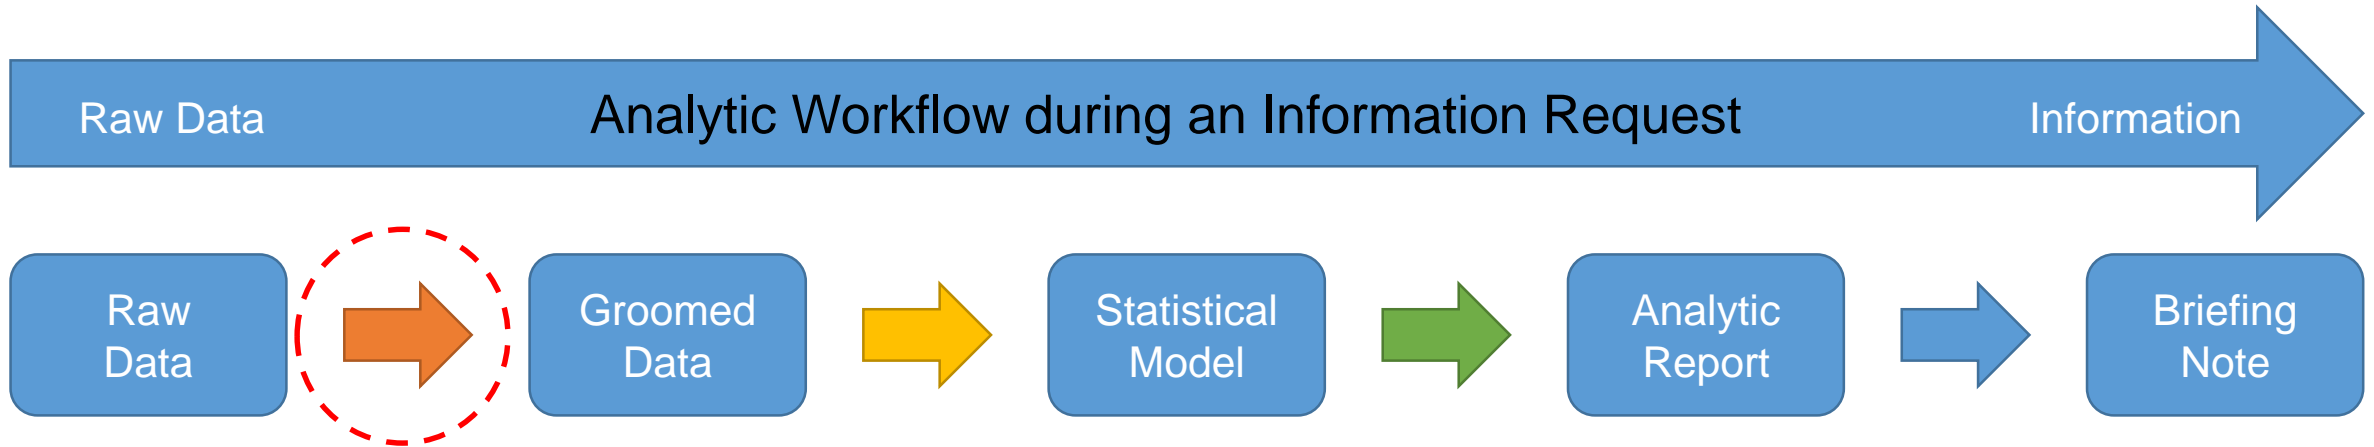 Raw Data
Analytic Workflow during an Information Request
Information
Raw
Data
Groomed
Data
Statistical
Model
Analytic
Report
Briefing
Note